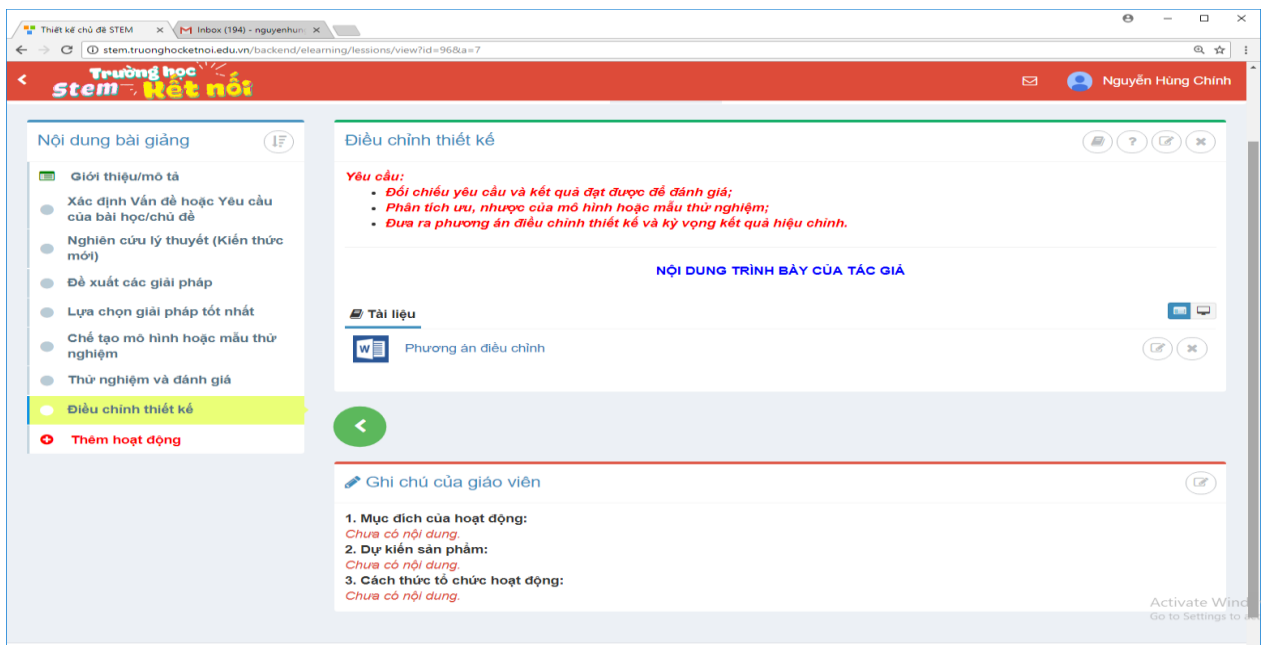 Thiết kế chủ đề STEM
Inbox (194) - nguyenhun
stem.truonghocketnoi.edu.vn/backend/elearning/lessions/view?id=96&a=7
Trường học
Stem Kết nối
Nguyễn Hùng Chính
Nội dung bài giảng
Giới thiệu/mô tả
Xác định Vấn đề hoặc Yêu cầu
của bài học/chủ đề
Nghiên cứu lý thuyết (Kiến thức
mới)
Đề xuất các giải pháp
Lựa chọn giải pháp tốt nhất
Chế tạo mô hình hoặc mẫu thử
nghiệm
Thử nghiệm và đánh giá
Điều chỉnh thiết kế
Thêm hoạt động
Điều chỉnh thiết kế
Yêu cầu:
Đối chiếu yêu cầu và kết quả đạt được để đánh giá;
Phân tích ưu, nhược của mô hình hoặc mẫu thử nghiệm;
Đưa ra phương án điều chỉnh thiết kế và kỳ vọng kết quả hiệu chỉnh.
NỘI DUNG TRÌNH BÀY CỦA TÁC GIẢ
Tài liệu
Phương án điều chỉnh
Ghi chú của giáo viên
1. Mục đích của hoạt động:
Chưa có nội dung.
2. Dự kiến sản phẩm:
Chưa có nội dung.
3. Cách thức tổ chức hoạt động:
Chưa có nội dung.
Activate Wind
Go to Settings to